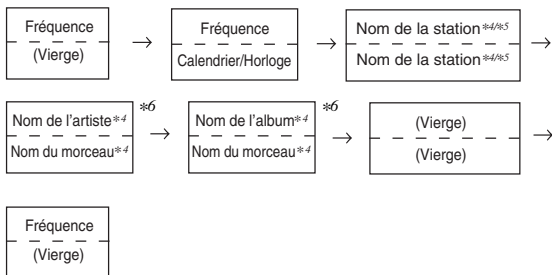 Fréquence
(Vierge)
Fréquence
Calendrier/Horloge
Nom de la station*4/*5
Nom de la station*4/*5
Nom de l'artiste*4
Nom du morceau*4
*6
Nom de l'album*4
Nom du morceau*4
*6
(Vierge)
(Vierge)
Fréquence
(Vierge)